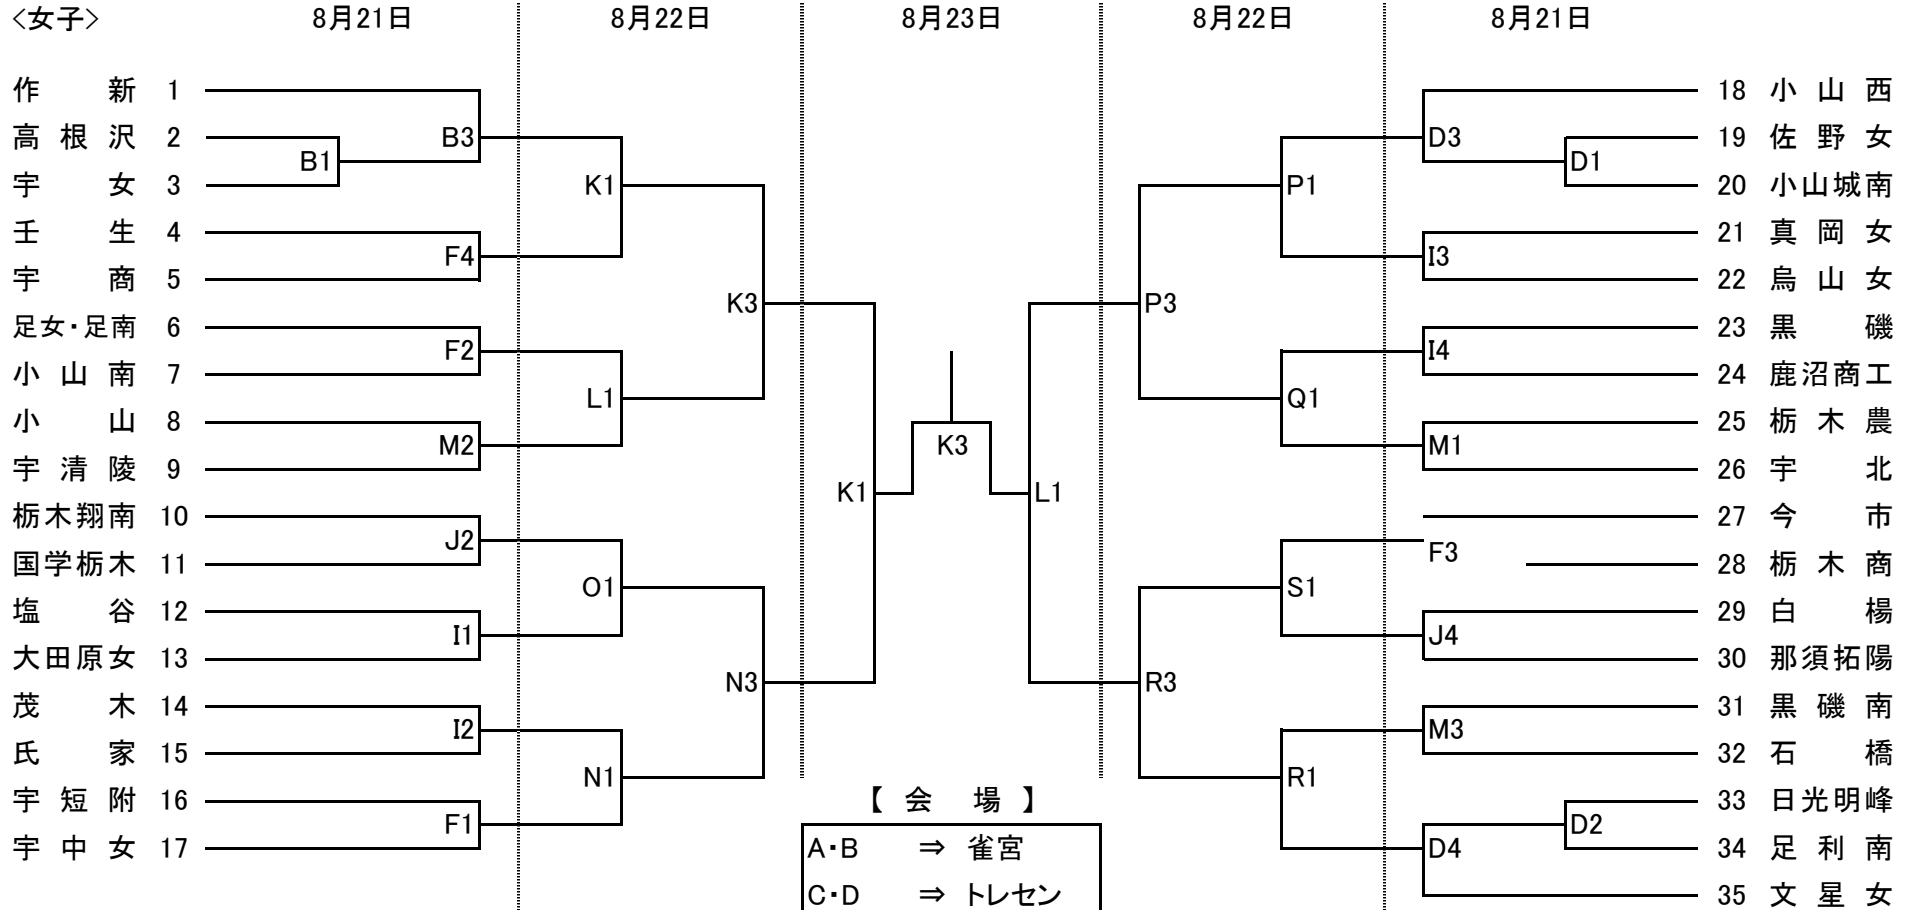 <女子> 8月21日 8月22日 8月23日 8月22日 8月21日
作新 1
高根沢 2
宇女 3
壬生 4
宇商 5
足女・足南 6
小山南 7
小山 8
宇清陵 9
栃木翔南 10
国学栃木 11
塩谷 12
大田原女 13
茂木 14
氏家 15
宇短附 16
宇中女 17
B1
B3
F4
F2
M2
J2
I1
I2
F1
K1
L1
O1
N1
K3
N3
K1
K3
L1
P3
R3
P1
Q1
S1
R1
D3
D1
I3
I4
M1
F3
J4
M3
D2
D4
18 小山西
19 佐野女
20 小山城南
21 真岡女
22 烏山女
23 黒磯
24 鹿沼商工
25 栃木農
26 宇北
27 今市
28 栃木商
29 白楊
30 那須拓陽
31 黒磯南
32 石橋
33 日光明峰
34 足利南
35 文星女
【 会 場 】
A・B ⇒ 雀宮
C・D ⇒ トレセン